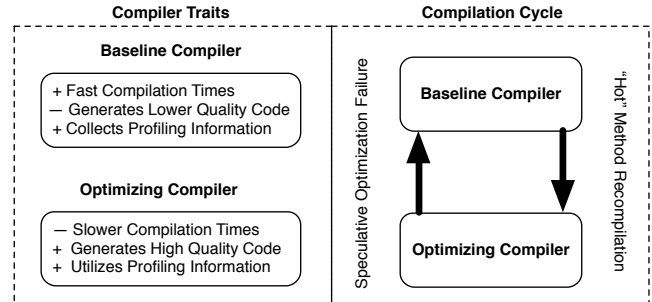 Compiler Traits
Baseline Compiler
+ Fast Compilation Times
— Generates Lower Quality Code
+ Collects Profiling Information
Optimizing Compiler
— Slower Compilation Times
+ Generates High Quality Code
+ Utilizes Profiling Information
Compilation Cycle
Speculative Optimization Failure
Baseline Compiler
Optimizing Compiler
“Hot” Method Recompilation